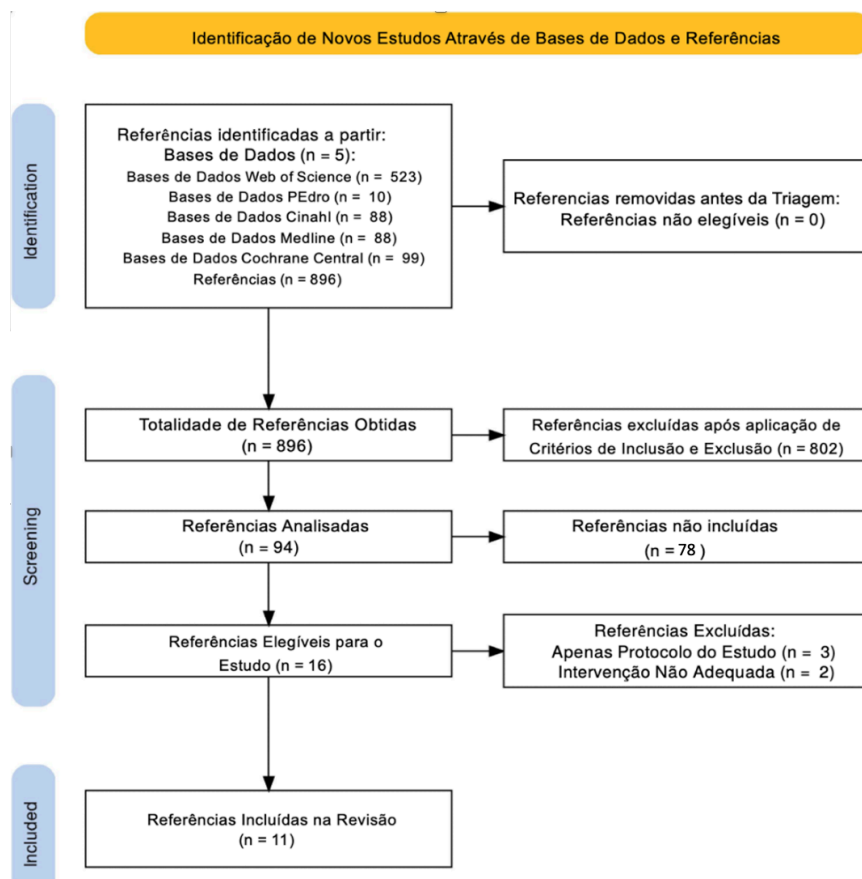 Identificação de Novos Estudos Através de Bases de Dados e Referências
Identification
Referências identificadas a partir:
Bases de Dados (n = 5):
Bases de Dados Web of Science (n = 523)
Bases de Dados PEdro (n = 10)
Bases de Dados Cinahl (n = 88)
Bases de Dados Medline (n = 88)
Bases de Dados Cochrane Central (n = 99)
Referências (n = 896)
Referencias removidas antes da Triagem:
Referências não elegíveis (n = 0)
Screening
Totalidade de Referências Obtidas
(n = 896)
Referências excluídas após aplicação de
Critérios de Inclusão e Exclusão (n = 802)
Referências Analisadas
(n = 94)
Referências não incluídas
(n = 78 )
Referências Elegíveis para o
Estudo (n = 16)
Referências Excluídas:
Apenas Protocolo do Estudo (n = 3)
Intervenção Não Adequada (n = 2)
Included
Referências Incluídas na Revisão
(n = 11)